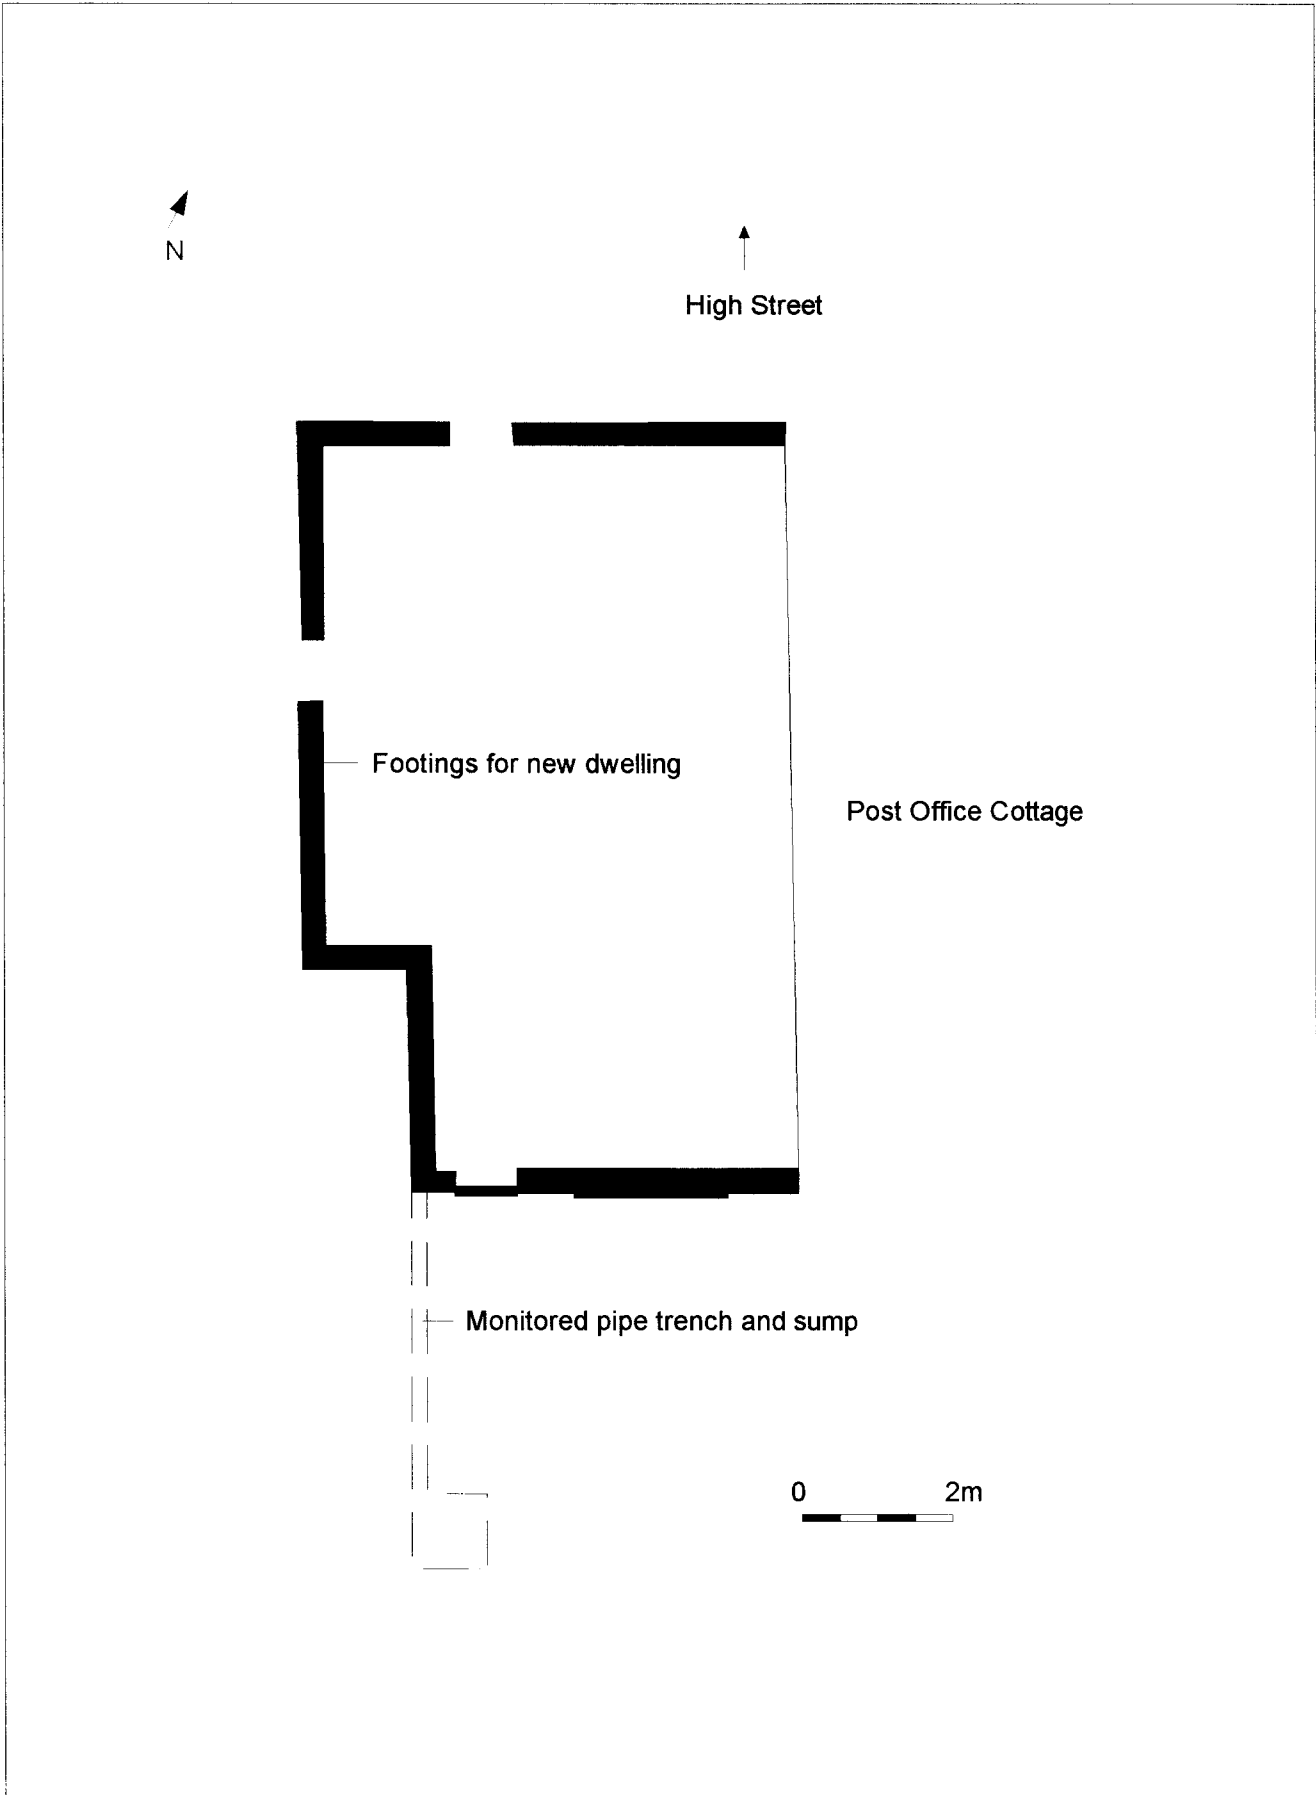 N
High Street
Footings for new dwelling
Post Office Cottage
Monitored pipe trench and sump
0 2m